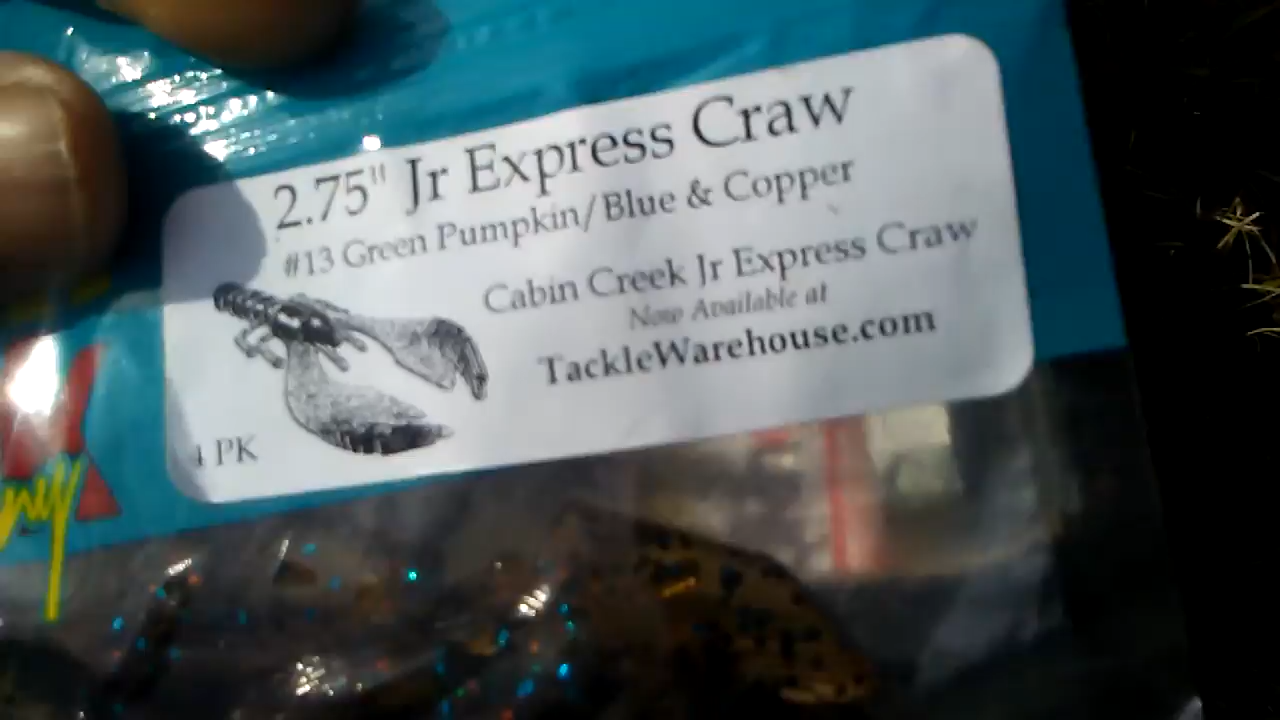 2.75" Jr Express Craw
#13 Green Pumpkin/Blue & Copper
Cabin Creek Jr Express Craw
Now Available at
TackleWarehouse.com
PK